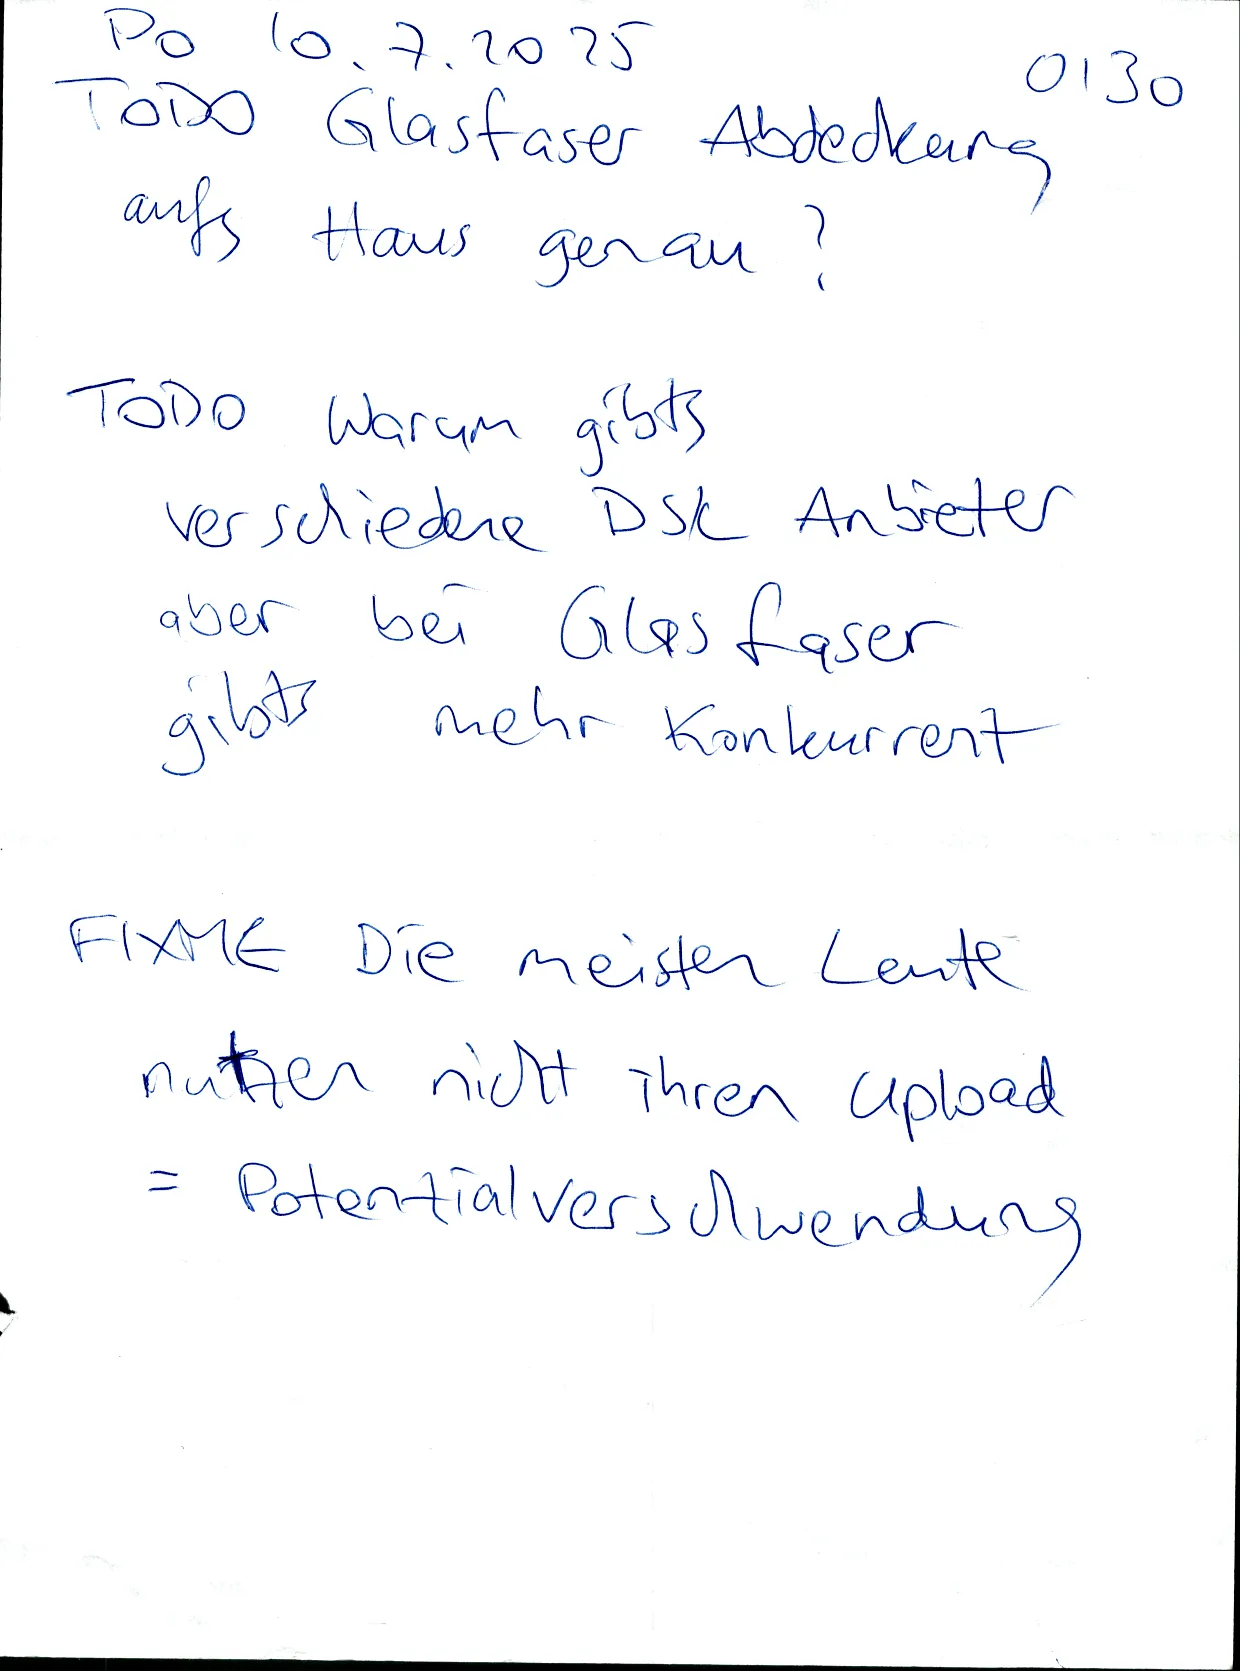 Do 10.7.2025 0130
TODO Glasfaser Abdeckung
aufs Haus genau?
TODO Warum gibts
verschiedene DSL Anbieter
aber bei Glasfaser
gibts mehr Konkurrent
FIXME Die meisten Leute
nutzen nicht ihren Upload
= Potentialverschwendung